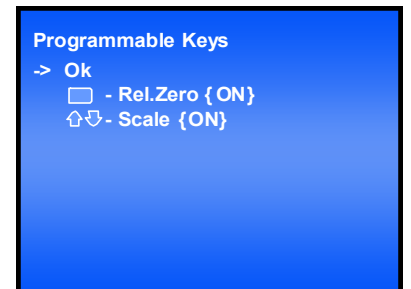 Programmable Keys
-> Ok
- Rel.Zero {ON}
- Scale {ON}